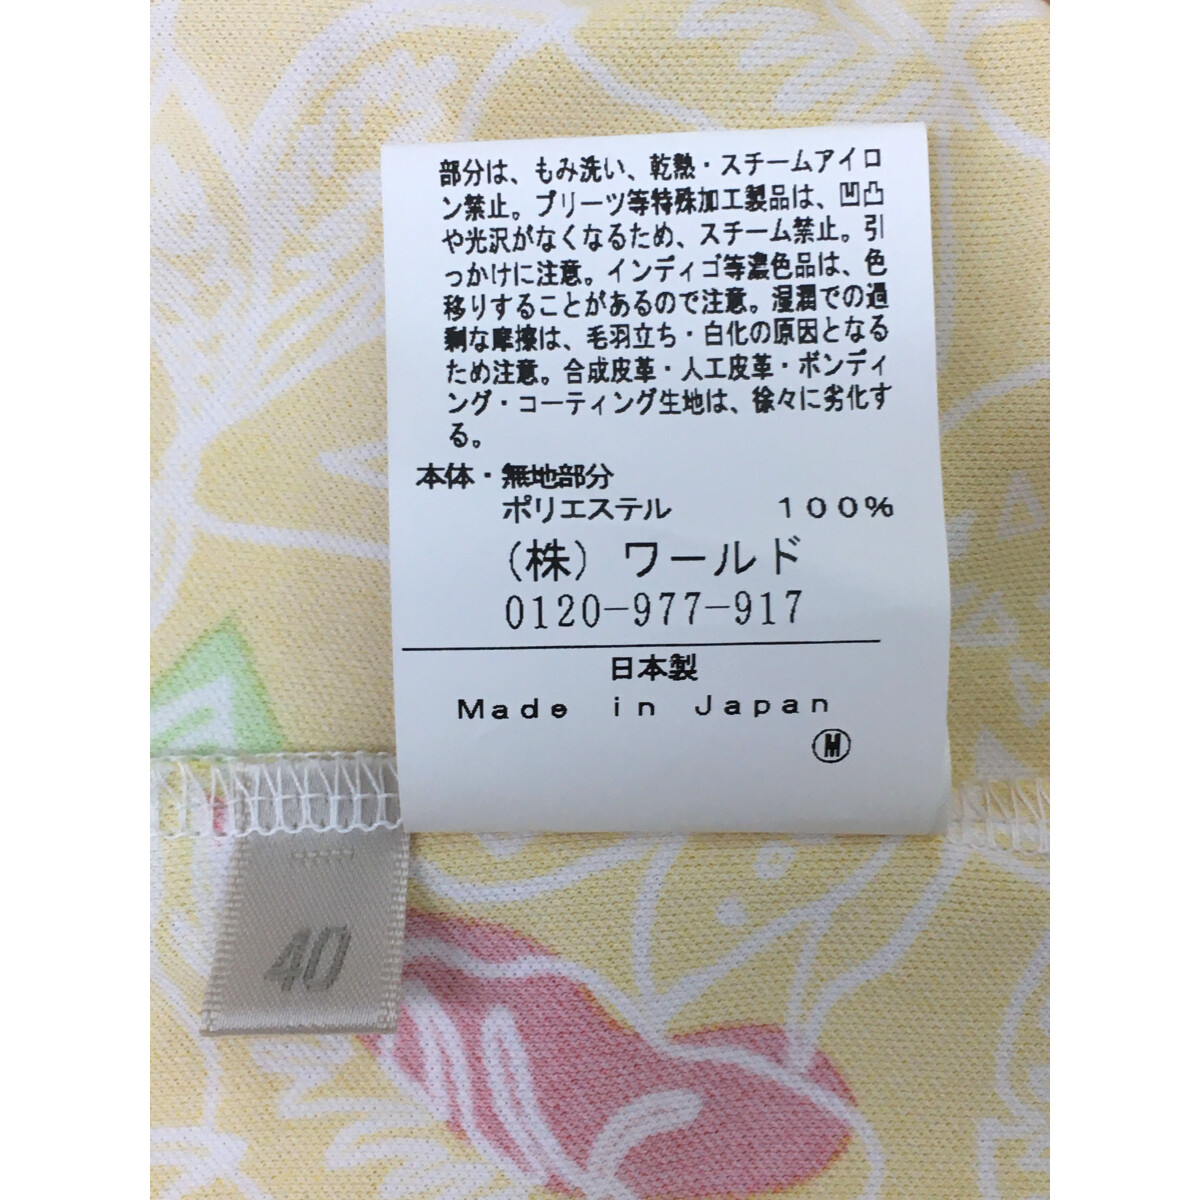 部分は、もみ洗い、乾熱・スチームアイロ
ン禁止。プリーツ等特殊加工製品は、凹凸
や光沢がなくなるため、スチーム禁止。引
っかけに注意。インディゴ等濃色品は、色
移りすることがあるので注意。湿潤での過
剰な摩擦は、毛羽立ち・白化の原因となる
ため注意。合成皮革・人工皮革・ボンディ
ング・コーティング生地は、徐々に劣化す
る。
本体・無地部分
ポリエステル 100%
(株) ワールド
0120-977-917
日本製
Made in Japan
M
40